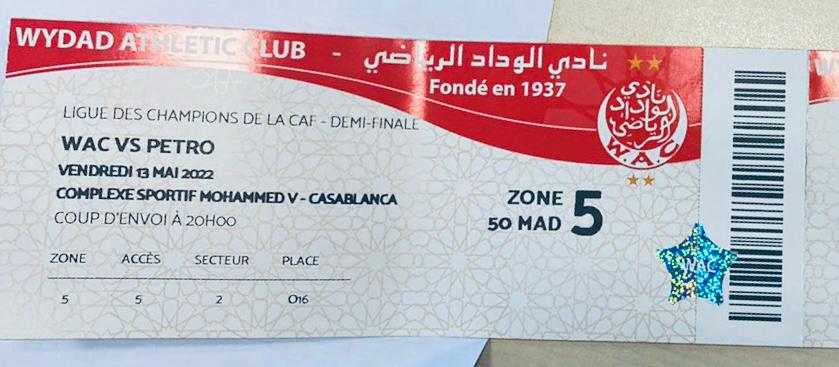 WYDAD ATHLETIC CLUB - نادي الوداد الرياضي
Fondé en 1937
نادي
الوداد
الرياضي
W.A.C
LIGUE DES CHAMPIONS DE LA CAF - DEMI-FINALE
WAC VS PETRO
VENDREDI 13 MAI 2022
COMPLEXE SPORTIF MOHAMMED V - CASABLANCA
COUP D'ENVOI À 20H00
ZONE 5
50 MAD
ZONE ACCÈS SECTEUR PLACE
5 5 2 O16
WAC